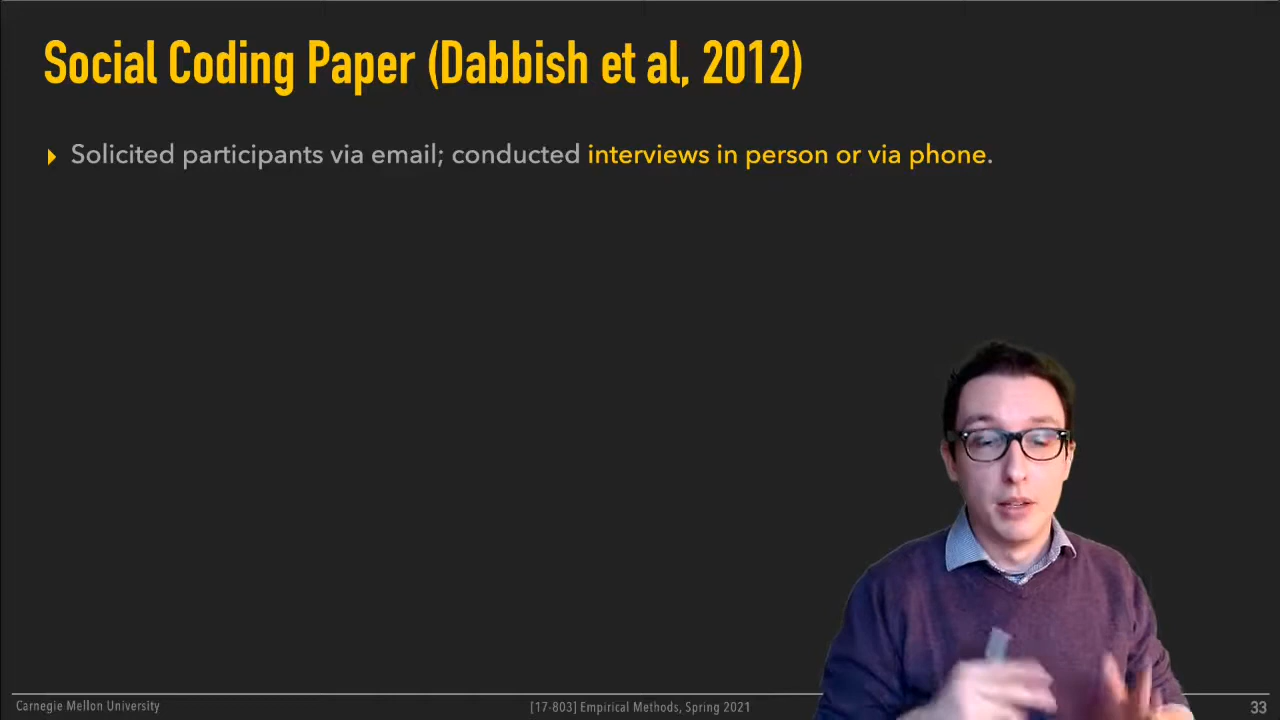 Social Coding Paper (Dabbish et al, 2012)
Solicited participants via email; conducted interviews in person or via phone.
Carnegie Mellon University
[17-803] Empirical Methods, Spring 2021
33